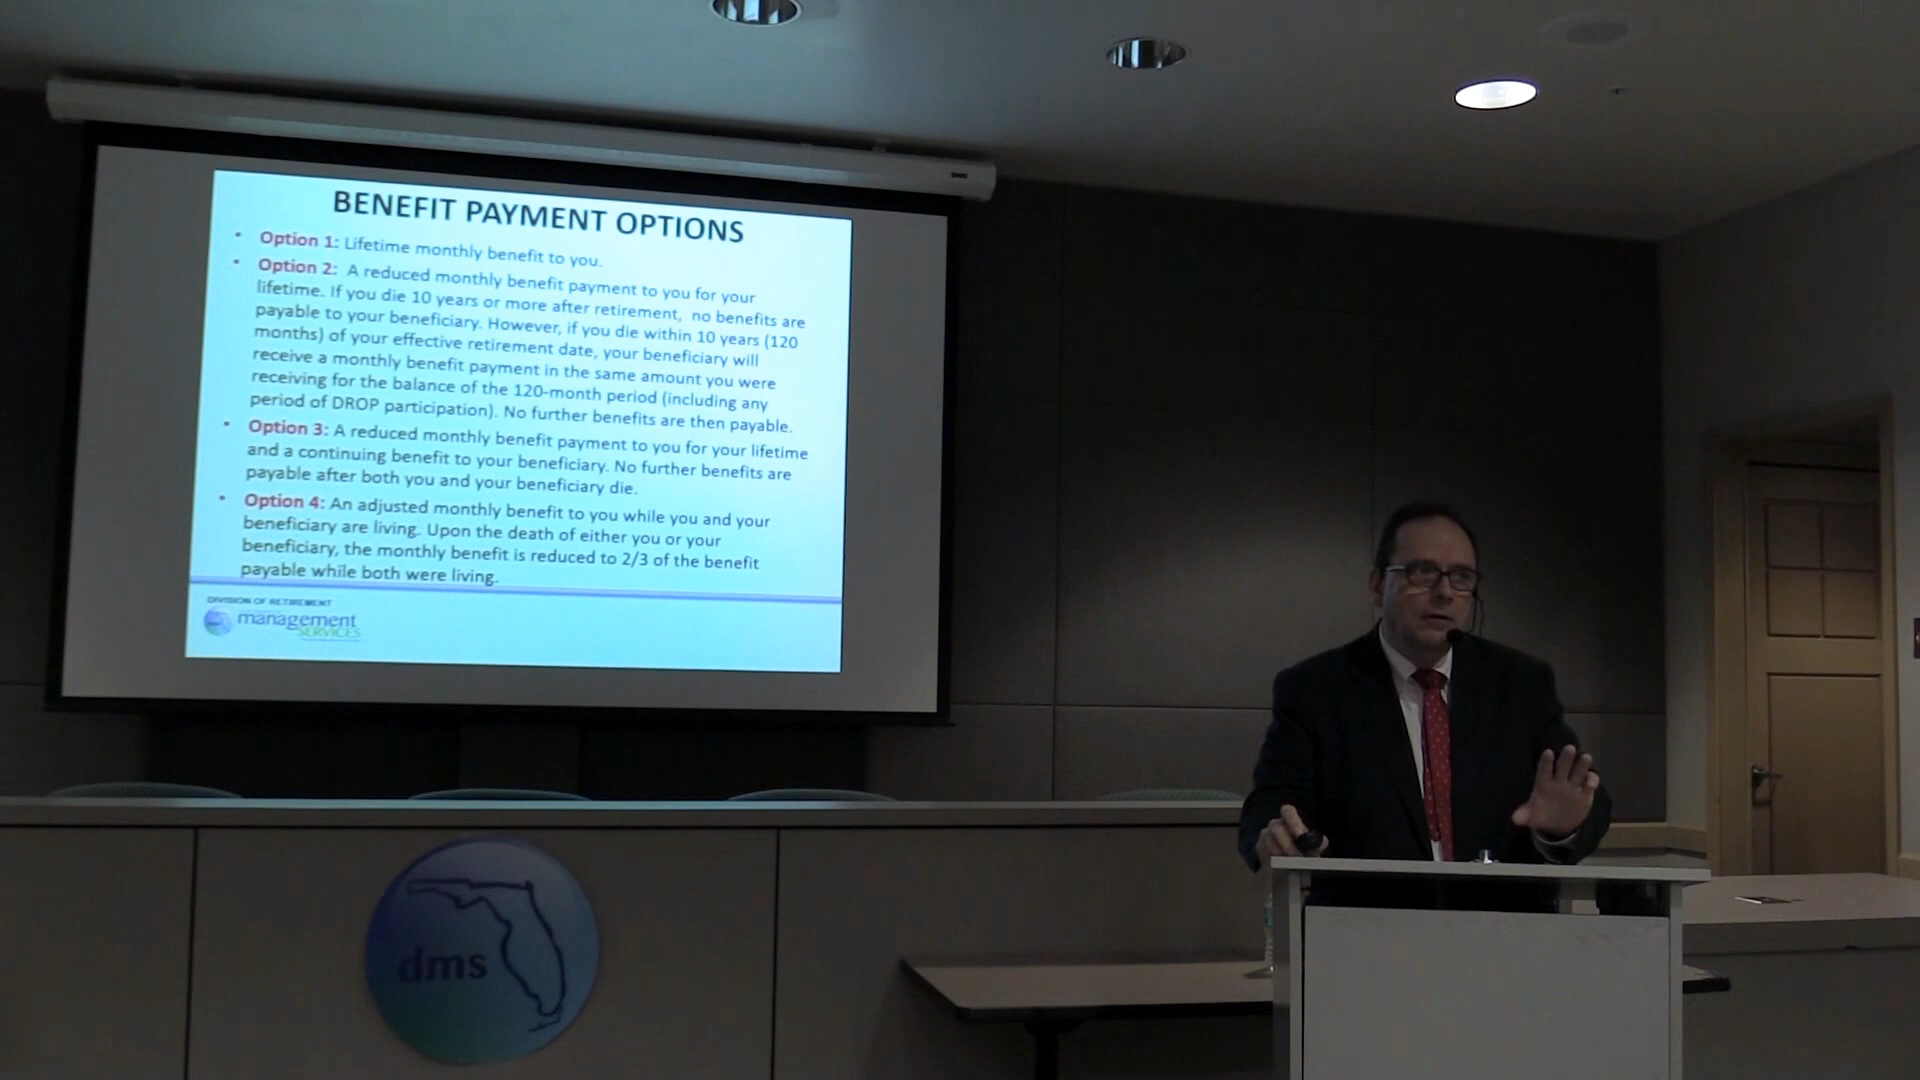 BENEFIT PAYMENT OPTIONS
• Option 1: Lifetime monthly benefit to you.
• Option 2: A reduced monthly benefit payment to you for your
lifetime. If you die 10 years or more after retirement, no benefits are
payable to your beneficiary. However, if you die within 10 years (120
months) of your effective retirement date, your beneficiary will
receive a monthly benefit payment in the same amount you were
receiving for the balance of the 120-month period (including any
period of DROP participation). No further benefits are then payable.
• Option 3: A reduced monthly benefit payment to you for your lifetime
and a continuing benefit to your beneficiary. No further benefits are
payable after both you and your beneficiary die.
• Option 4: An adjusted monthly benefit to you while you and your
beneficiary are living. Upon the death of either you or your
beneficiary, the monthly benefit is reduced to 2/3 of the benefit
payable while both were living.
DIVISION OF RETIREMENT
management
SERVICES
dms